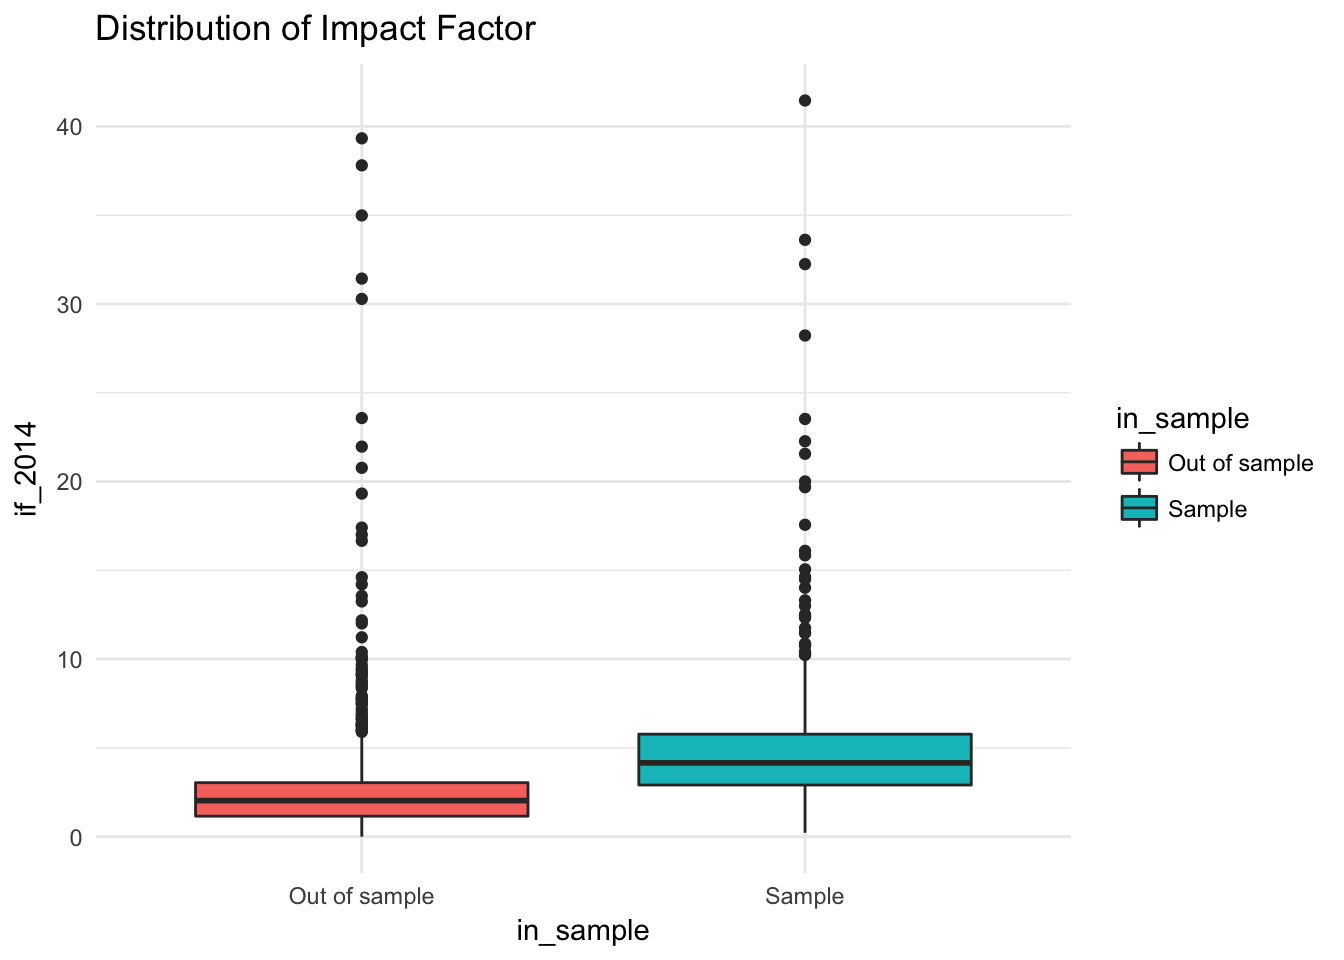 Distribution of Impact Factor
if_2014
40
30
20
10
0
Out of sample
Sample
in_sample
in_sample
Out of sample
Sample